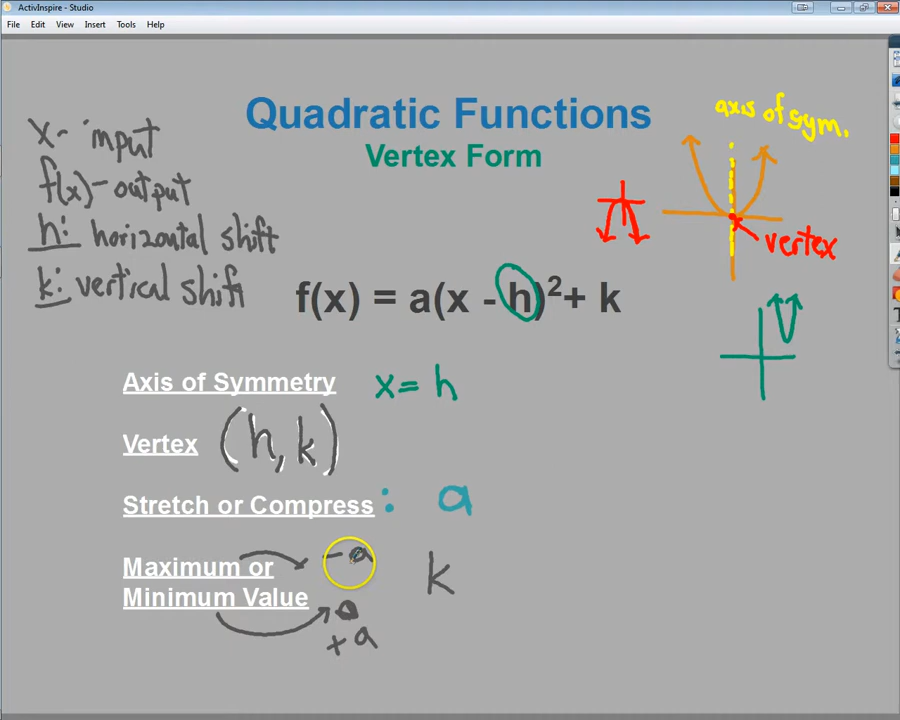 ActivInspire - Studio
File Edit View Insert Tools Help
Quadratic Functions
Vertex Form
x- input
f(x)- output
h: horizontal shift
k: vertical shift
axis of sym.
vertex
f(x) = a(x - h)² + k
Axis of Symmetry x = h
Vertex (h, k)
Stretch or Compress : a
Maximum or - a k
Minimum Value
+ a